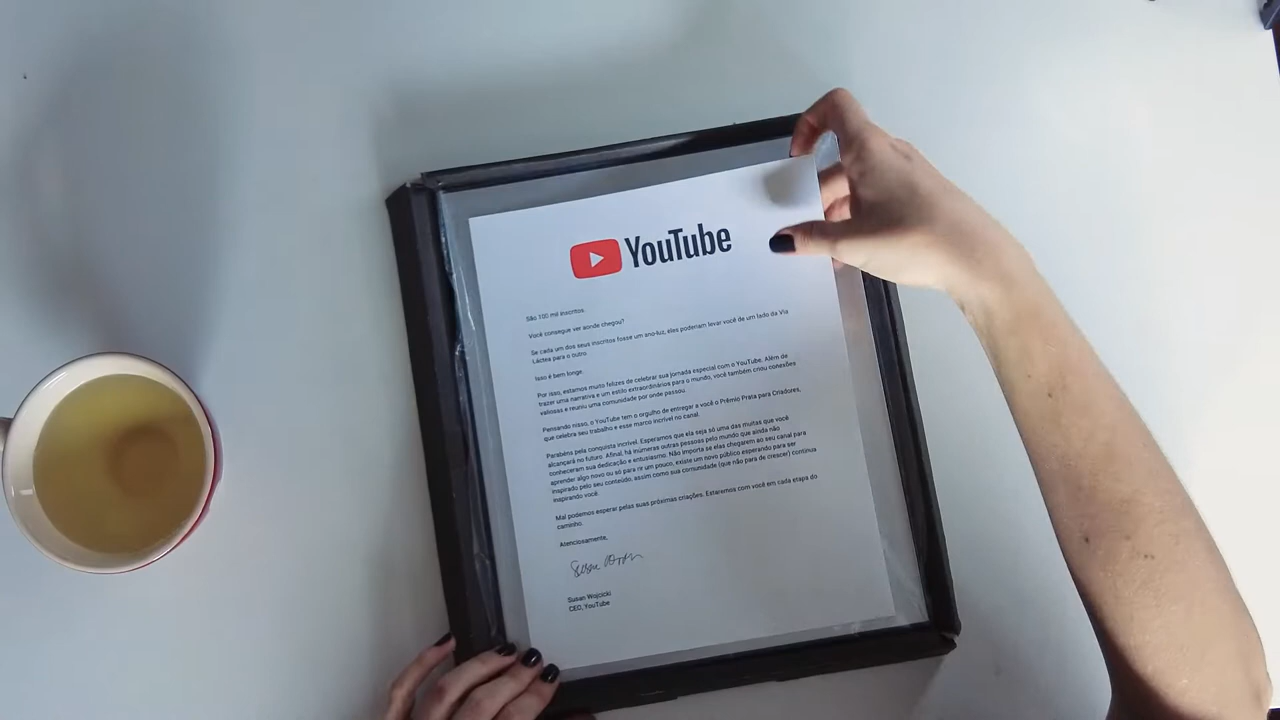 YouTube
São 100 mil inscritos.
Você consegue ver aonde chegou?
Se cada um dos seus inscritos fosse um ano-luz, eles poderiam levar você de um lado da Via
Láctea para o outro.
Isso é bem longe.
Por isso, estamos muito felizes de celebrar sua jornada especial com o YouTube. Além de
trazer uma narrativa e um estilo extraordinários para o mundo, você também criou conexões
valiosas e reuniu uma comunidade por onde passou.
Pensando nisso, o YouTube tem o orgulho de entregar a você o Prêmio Prata para Criadores,
que celebra seu trabalho e esse marco incrível no canal.
Parabéns pela conquista incrível. Esperamos que ela seja só uma das muitas que você
alcançará no futuro. Afinal, há inúmeras outras pessoas pelo mundo que ainda não
conheceram sua dedicação e entusiasmo. Não importa se elas chegarem ao seu canal para
aprender algo novo ou só para rir um pouco, existe um novo público esperando para ser
inspirado pelo seu conteúdo, assim como sua comunidade (que não para de crescer) continua
inspirando você.
Mal podemos esperar pelas suas próximas criações. Estaremos com você em cada etapa do
caminho.
Atenciosamente,
Susan Wojcicki
CEO, YouTube